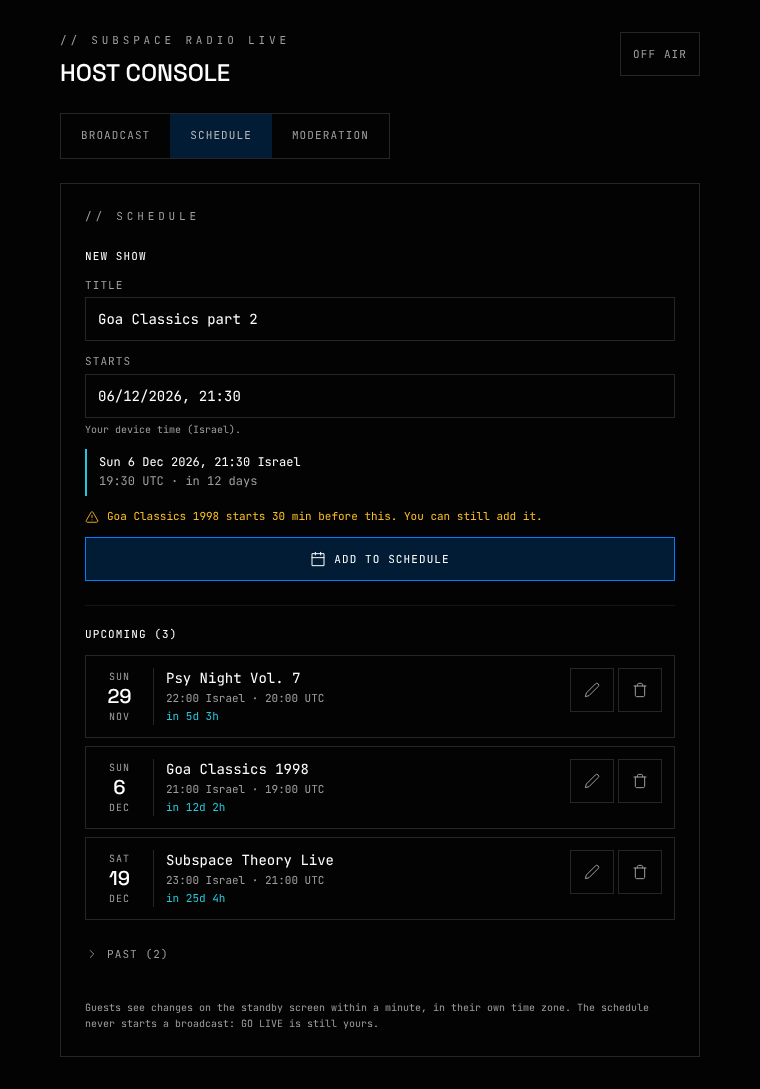 // SUBSPACE RADIO LIVE
HOST CONSOLE
OFF AIR
BROADCAST
SCHEDULE
MODERATION
// SCHEDULE
NEW SHOW
TITLE
Goa Classics part 2
STARTS
06/12/2026, 21:30
Your device time (Israel).
Sun 6 Dec 2026, 21:30 Israel
19:30 UTC · in 12 days
Goa Classics 1998 starts 30 min before this. You can still add it.
ADD TO SCHEDULE
UPCOMING (3)
SUN
29
NOV
Psy Night Vol. 7
22:00 Israel · 20:00 UTC
in 5d 3h
SUN
6
DEC
Goa Classics 1998
21:00 Israel · 19:00 UTC
in 12d 2h
SAT
19
DEC
Subspace Theory Live
23:00 Israel · 21:00 UTC
in 25d 4h
PAST (2)
Guests see changes on the standby screen within a minute, in their own time zone. The schedule
never starts a broadcast: GO LIVE is still yours.